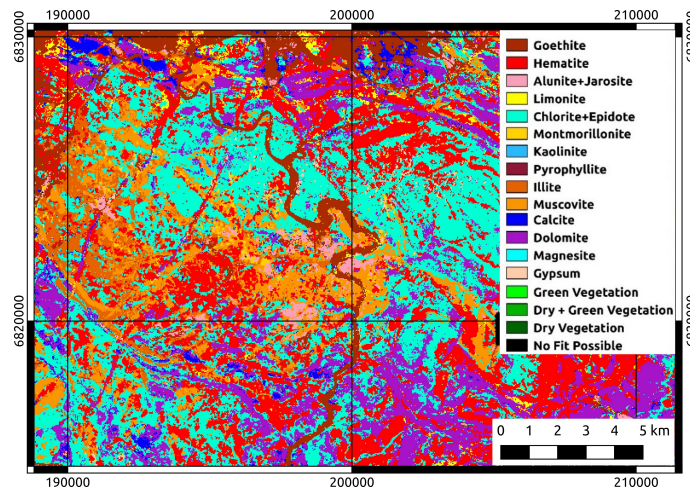 190000 200000 210000
6830000
6820000
Goethite
Hematite
Alunite+Jarosite
Limonite
Chlorite+Epidote
Montmorillonite
Kaolinite
Pyrophyllite
Illite
Muscovite
Calcite
Dolomite
Magnesite
Gypsum
Green Vegetation
Dry + Green Vegetation
Dry Vegetation
No Fit Possible
6820000
0 1 2 3 4 5 km
190000 200000 210000